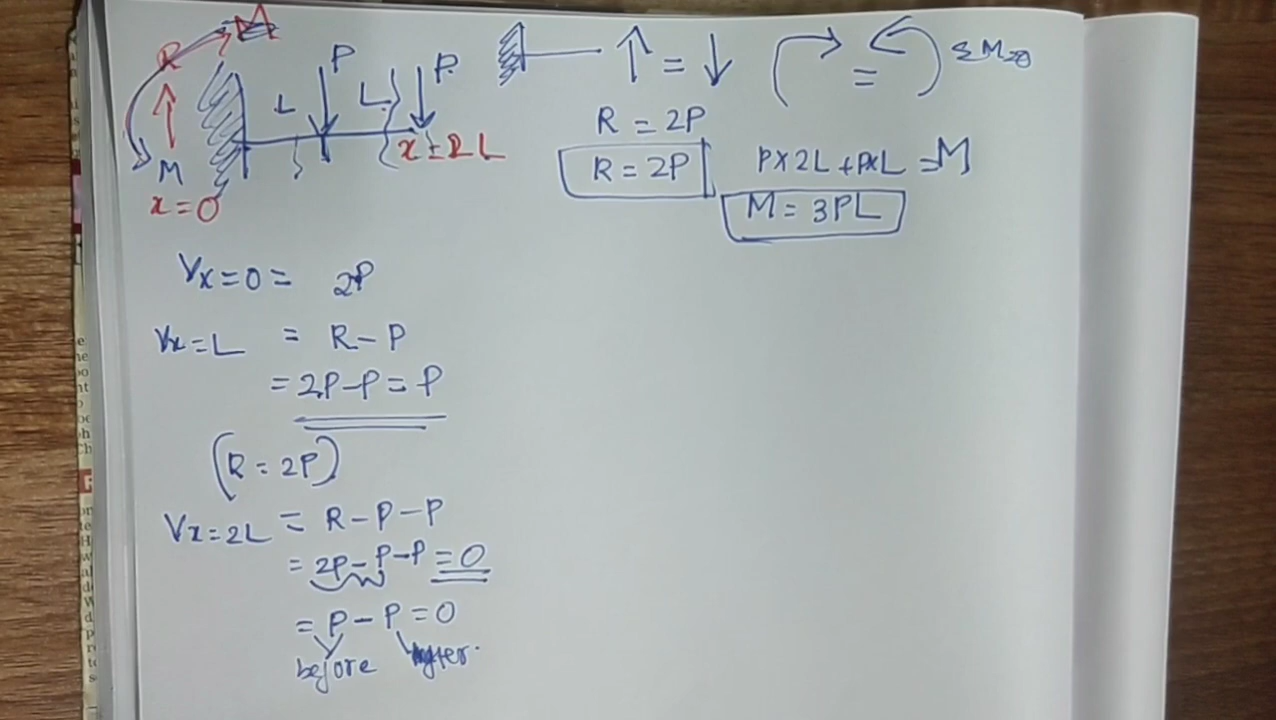 R
P
P
L
L
M
x = 2L
x = 0
↑ = ↓
=
ΣM=0
R = 2P
R = 2P
P×2L + P×L = M
M = 3PL
Vx=0 = 2P
Vx=L = R - P
= 2P - P = P
(R = 2P)
Vx=2L = R - P - P
= 2P - P - P = 0
= P - P = 0
before after.